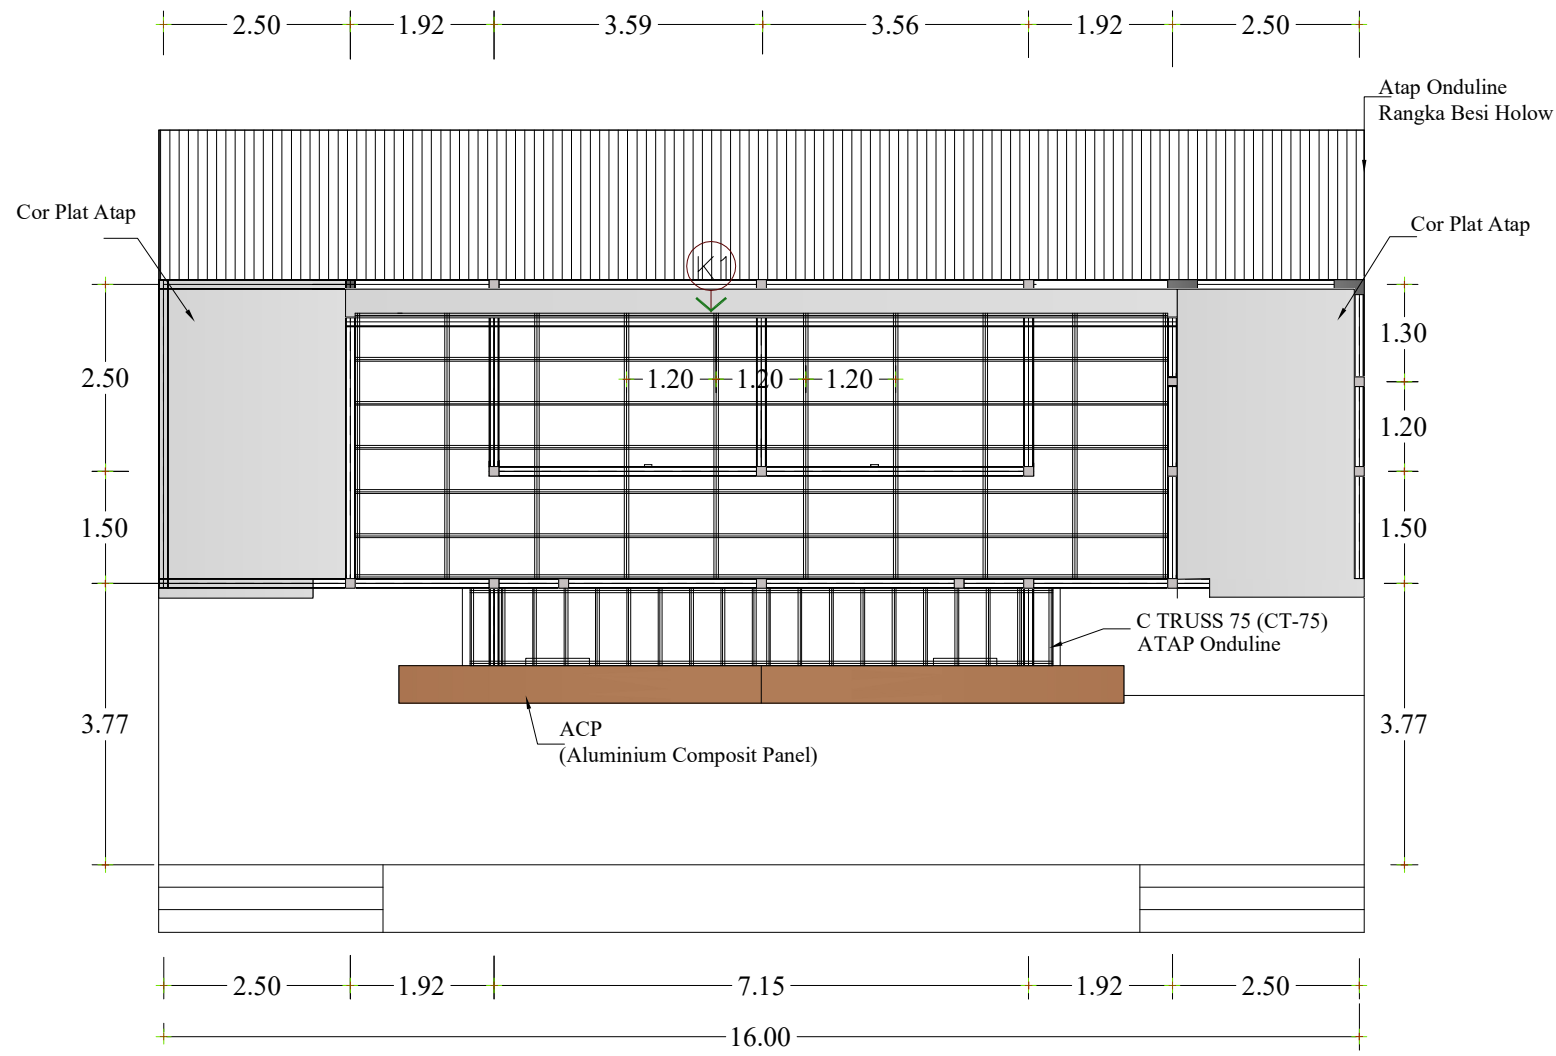 2.50 1.92 3.59 3.56 1.92 2.50
Atap Onduline
Rangka Besi Holow
Cor Plat Atap
Cor Plat Atap
K1
1.30
2.50
1.20 1.20 1.20
1.20
1.50
1.50
C TRUSS 75 (CT-75)
ATAP Onduline
3.77
3.77
ACP
(Aluminium Composit Panel)
2.50 1.92 7.15 1.92 2.50
16.00